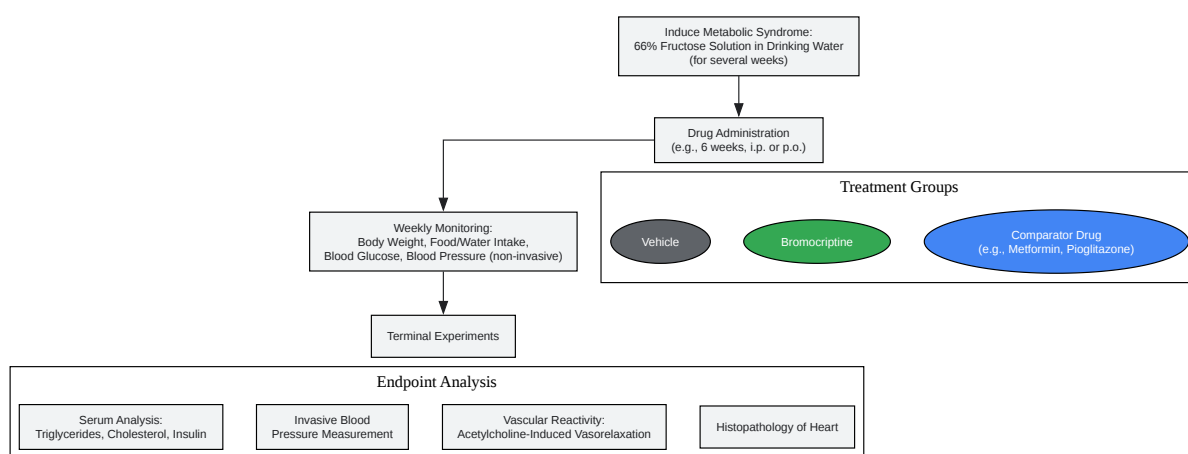 Induce Metabolic Syndrome:
66% Fructose Solution in Drinking Water
(for several weeks)
Drug Administration
(e.g., 6 weeks, i.p. or p.o.)
Treatment Groups
Vehicle
Bromocriptine
Comparator Drug
(e.g., Metformin, Pioglitazone)
Weekly Monitoring:
Body Weight, Food/Water Intake,
Blood Glucose, Blood Pressure (non-invasive)
Terminal Experiments
Endpoint Analysis
Serum Analysis:
Triglycerides, Cholesterol, Insulin
Invasive Blood
Pressure Measurement
Vascular Reactivity:
Acetylcholine-Induced Vasorelaxation
Histopathology of Heart